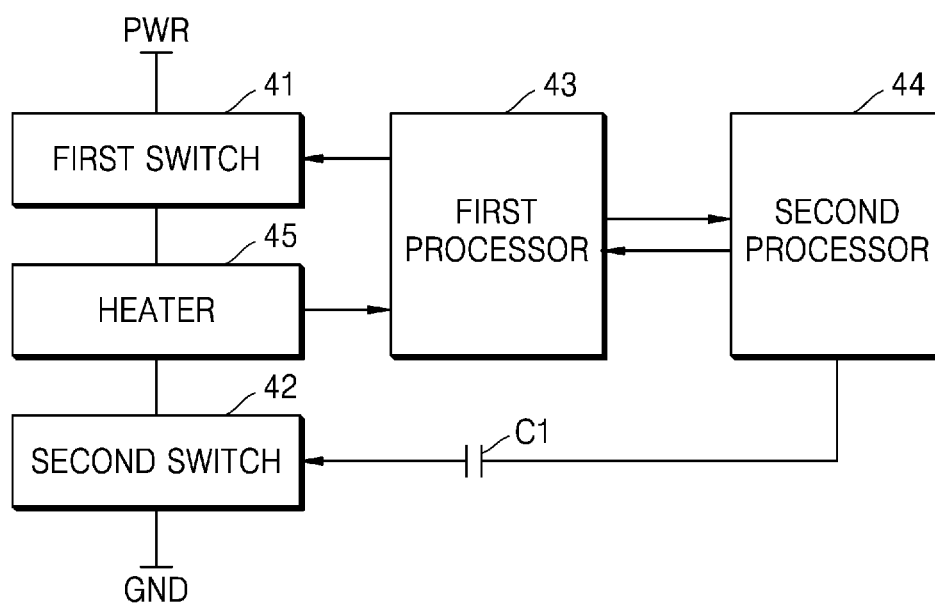 PWR
41
FIRST SWITCH
43
FIRST
PROCESSOR
44
SECOND
PROCESSOR
45
HEATER
42
SECOND SWITCH
C1
GND